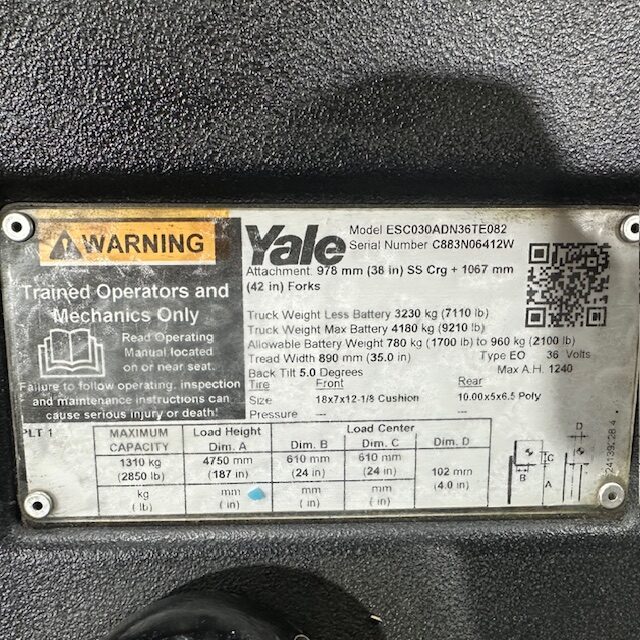 WARNING
Trained Operators and
Mechanics Only
Read Operating
Manual located
on or near seat.
Failure to follow operating, inspection
and maintenance instructions can
cause serious injury or death!
Yale
Model ESC030ADN36TE082
Serial Number C883N06412W
Attachment 978 mm (38 in) SS Crg + 1067 mm
(42 in) Forks
Truck Weight Less Battery 3230 kg (7110 lb)
Truck Weight Max Battery 4180 kg (9210 lb)
Allowable Battery Weight 780 kg (1700 lb) to 960 kg (2100 lb)
Tread Width 890 mm (35.0 in) Type EO 36 Volts
Back Tilt 5.0 Degrees Max A.H. 1240
Tire Front Rear
Size 18x7x12-1/8 Cushion 10.00x5x6.5 Poly
Pressure --- ---
PLT 1
MAXIMUM CAPACITY Load Height Dim. A Load Center Dim. B Dim. C Dim. D
1310 kg 4750 mm 610 mm 610 mm 102 mm
(2850 lb) (187 in) (24 in) (24 in) (4.0 in)
kg mm mm mm
(lb) (in) (in) (in)
D
C
B
A